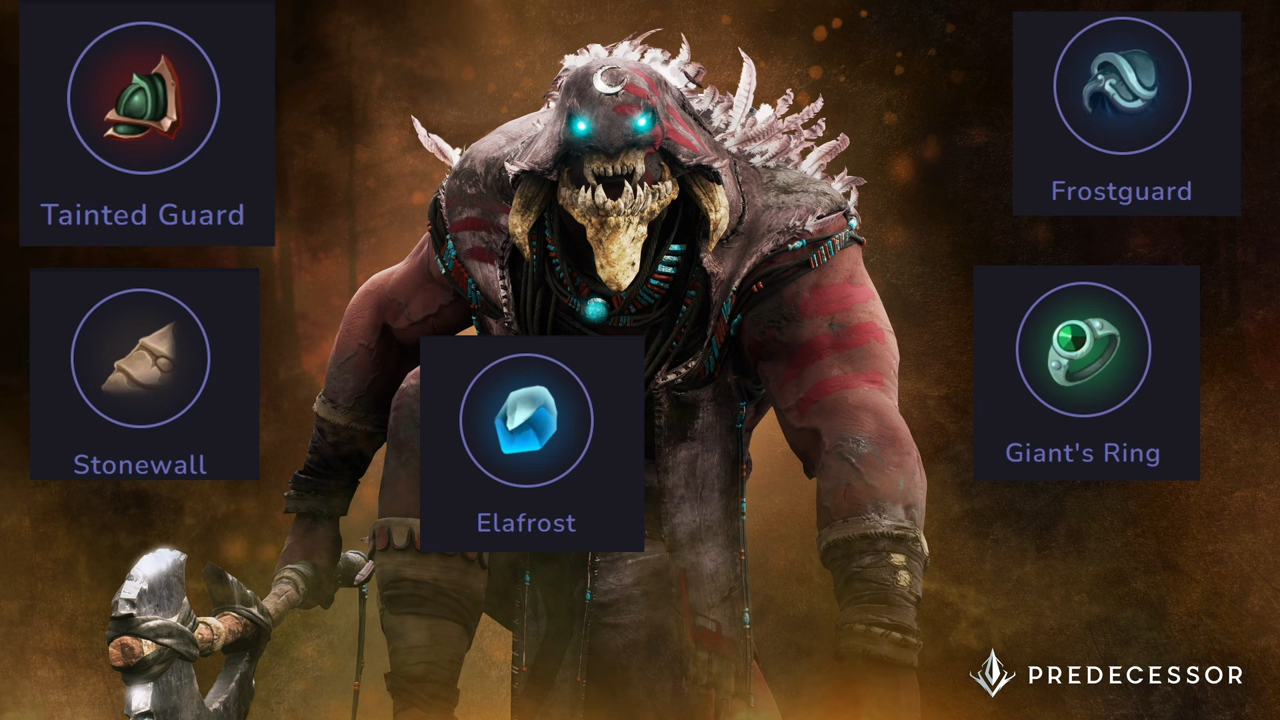 Tainted Guard
Frostguard
Stonewall
Giant's Ring
Elafrost
PREDECESSOR